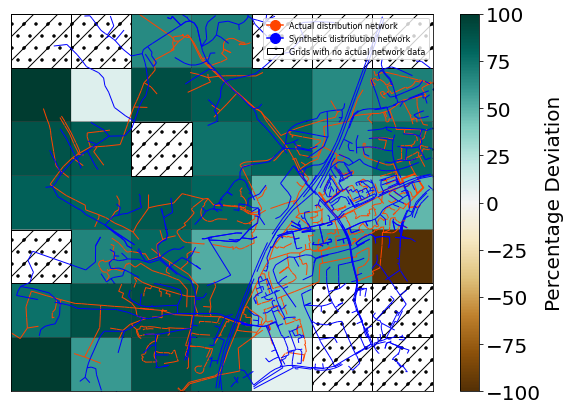 Actual distribution network
Synthetic distribution network
Grids with no actual network data
100
75
50
25
0
−25
−50
−75
−100
Percentage Deviation